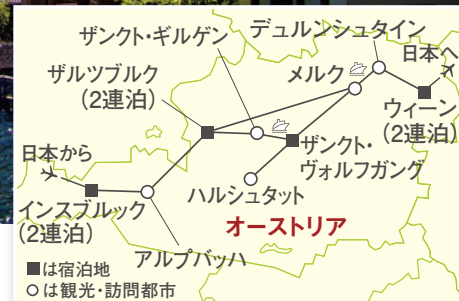 デュルンシュタイン
ザンクト・ギルゲン
日本へ
メルク
ザルツブルク
(2連泊)
ウィーン
(2連泊)
ザンクト・
ヴォルフガング
日本から
ハルシュタット
インスブルック
(2連泊)
オーストリア
アルプバッハ
■は宿泊地
○は観光・訪問都市